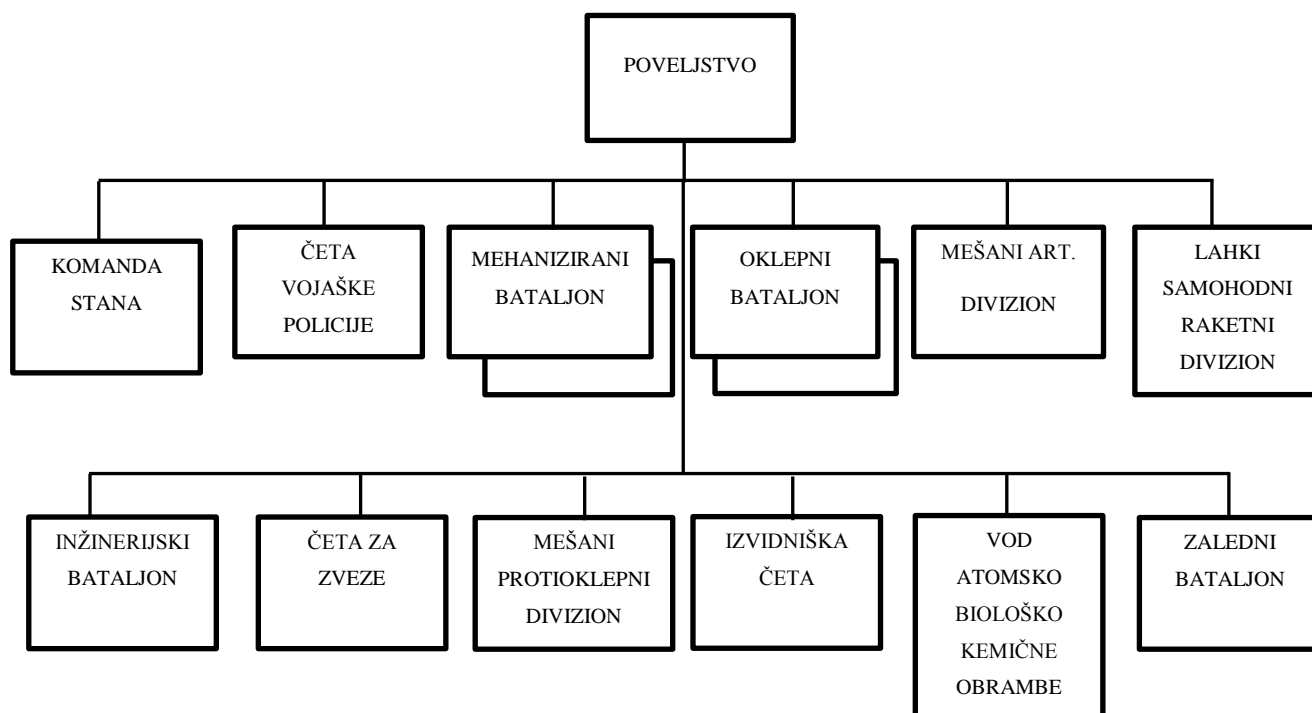 POVELJSTVO
KOMANDA
STANA
ČETA
VOJAŠKE
POLICIJE
MEHANIZIRANI
BATALJON
OKLEPNI
BATALJON
MEŠANI ART.
DIVIZION
LAHKI
SAMOHODNI
RAKETNI
DIVIZION
INŽINERIJSKI
BATALJON
ČETA ZA
ZVEZE
MEŠANI
PROTIOKLEPNI
DIVIZION
IZVIDNIŠKA
ČETA
VOD
ATOMSKO
BIOLOŠKO
KEMIČNE
OBRAMBE
ZALEDNI
BATALJON